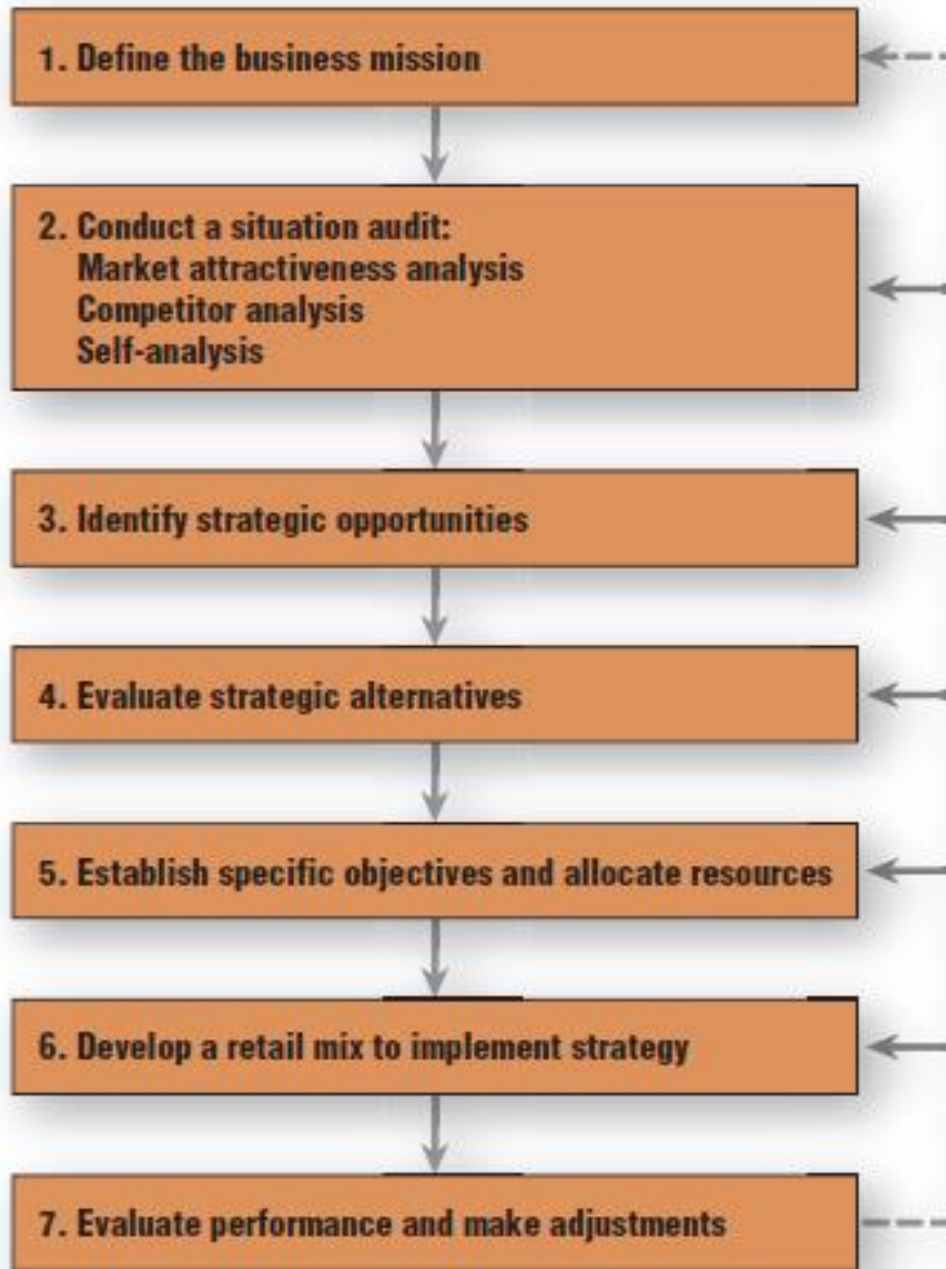 1. Define the business mission
2. Conduct a situation audit:
Market attractiveness analysis
Competitor analysis
Self-analysis
3. Identify strategic opportunities
4. Evaluate strategic alternatives
5. Establish specific objectives and allocate resources
6. Develop a retail mix to implement strategy
7. Evaluate performance and make adjustments